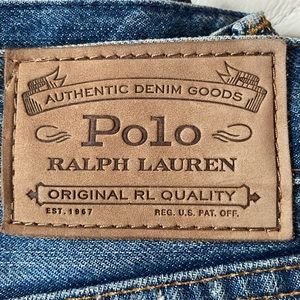 AUTHENTIC DENIM GOODS
Polo
RALPH LAUREN
ORIGINAL RL QUALITY
EST. 1967 REG. U.S. PAT. OFF.